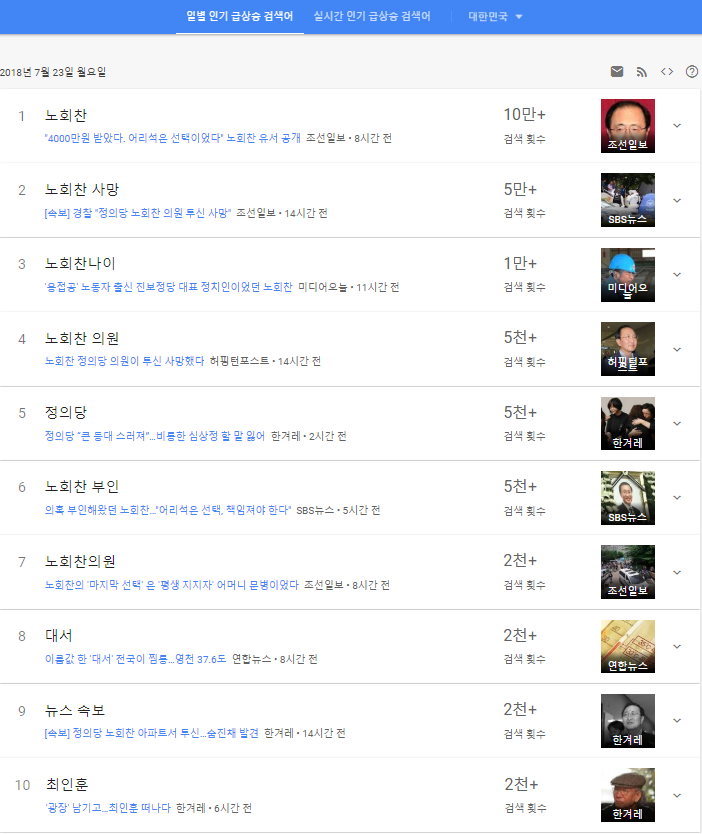 일별 인기 급상승 검색어 실시간 인기 급상승 검색어 대한민국
2018년 7월 23일 월요일
1 노회찬 10만+
"4000만원 받았다. 어리석은 선택이었다" 노회찬 유서 공개 조선일보 • 8시간 전 검색 횟수
조선일보
2 노회찬 사망 5만+
[속보] 경찰 "정의당 노회찬 의원 투신 사망" 조선일보 • 14시간 전 검색 횟수
SBS뉴스
3 노회찬나이 1만+
'용접공' 노동자 출신 진보정당 대표 정치인이었던 노회찬 미디어오늘 • 11시간 전 검색 횟수
미디어오
늘
4 노회찬 의원 5천+
노회찬 정의당 의원이 투신 사망했다 허핑턴포스트 • 14시간 전 검색 횟수
허핑턴포
스트
5 정의당 5천+
정의당 “큰 등대 스러져”…비통한 심상정 할 말 잃어 한겨레 • 2시간 전 검색 횟수
한겨레
6 노회찬 부인 5천+
의혹 부인해왔던 노회찬…"어리석은 선택, 책임져야 한다" SBS뉴스 • 5시간 전 검색 횟수
SBS뉴스
7 노회찬의원 2천+
노회찬의 '마지막 선택' 은 '평생 지지자' 어머니 문병이었다 조선일보 • 8시간 전 검색 횟수
조선일보
8 대서 2천+
이름값 한 '대서' 전국이 찜통…영천 37.6도 연합뉴스 • 8시간 전 검색 횟수
연합뉴스
9 뉴스 속보 2천+
[속보] 정의당 노회찬 아파트서 투신…숨진채 발견 한겨레 • 14시간 전 검색 횟수
한겨레
10 최인훈 2천+
'광장' 남기고…최인훈 떠나다 한겨레 • 6시간 전 검색 횟수
한겨레